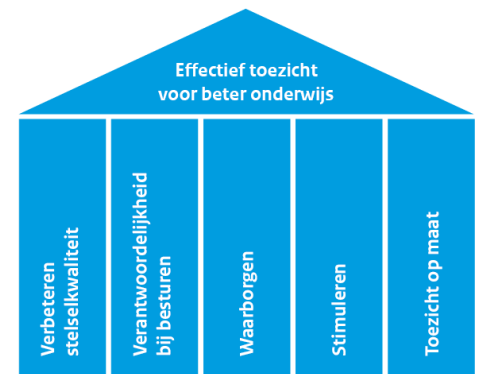 Effectief toezicht
voor beter onderwijs
Verbeteren
stelselkwaliteit
Verantwoordelijkheid
bij besturen
Waarborgen
Stimuleren
Toezicht op maat